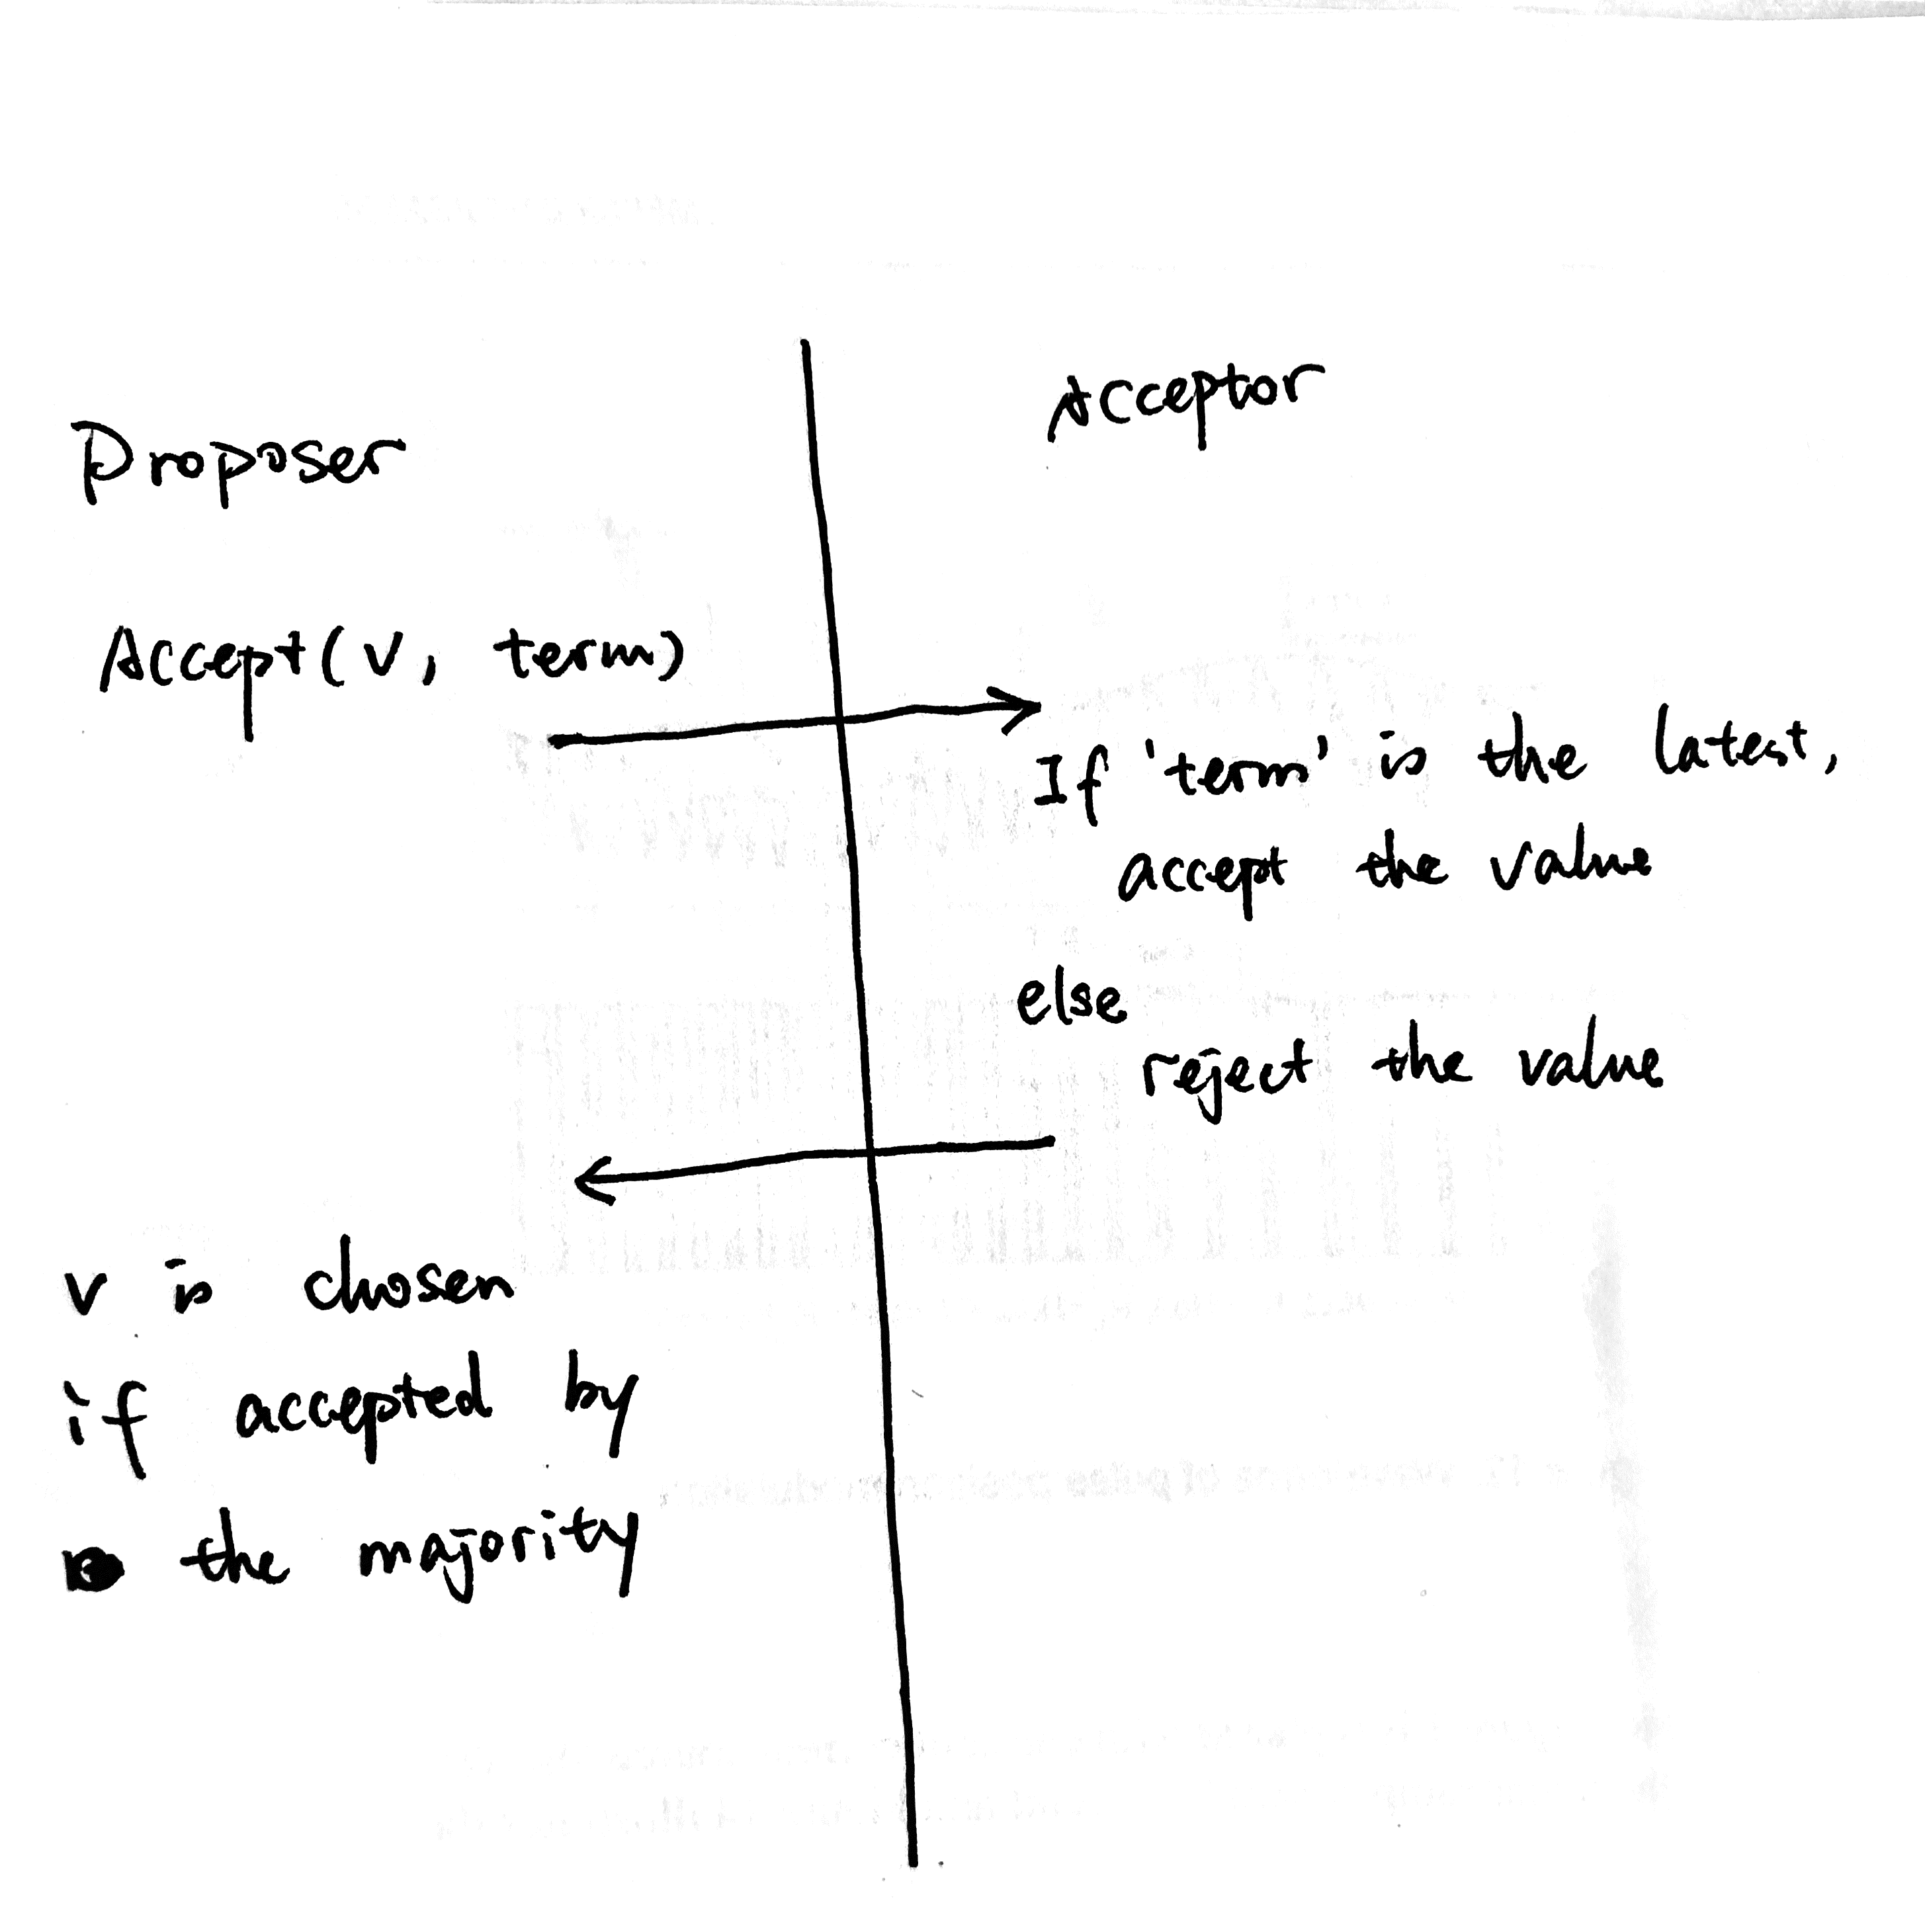 Proposer
Acceptor
Accept(v, term)
If 'term' is the latest,
accept the value
else
reject the value
v is chosen
if accepted by
the majority